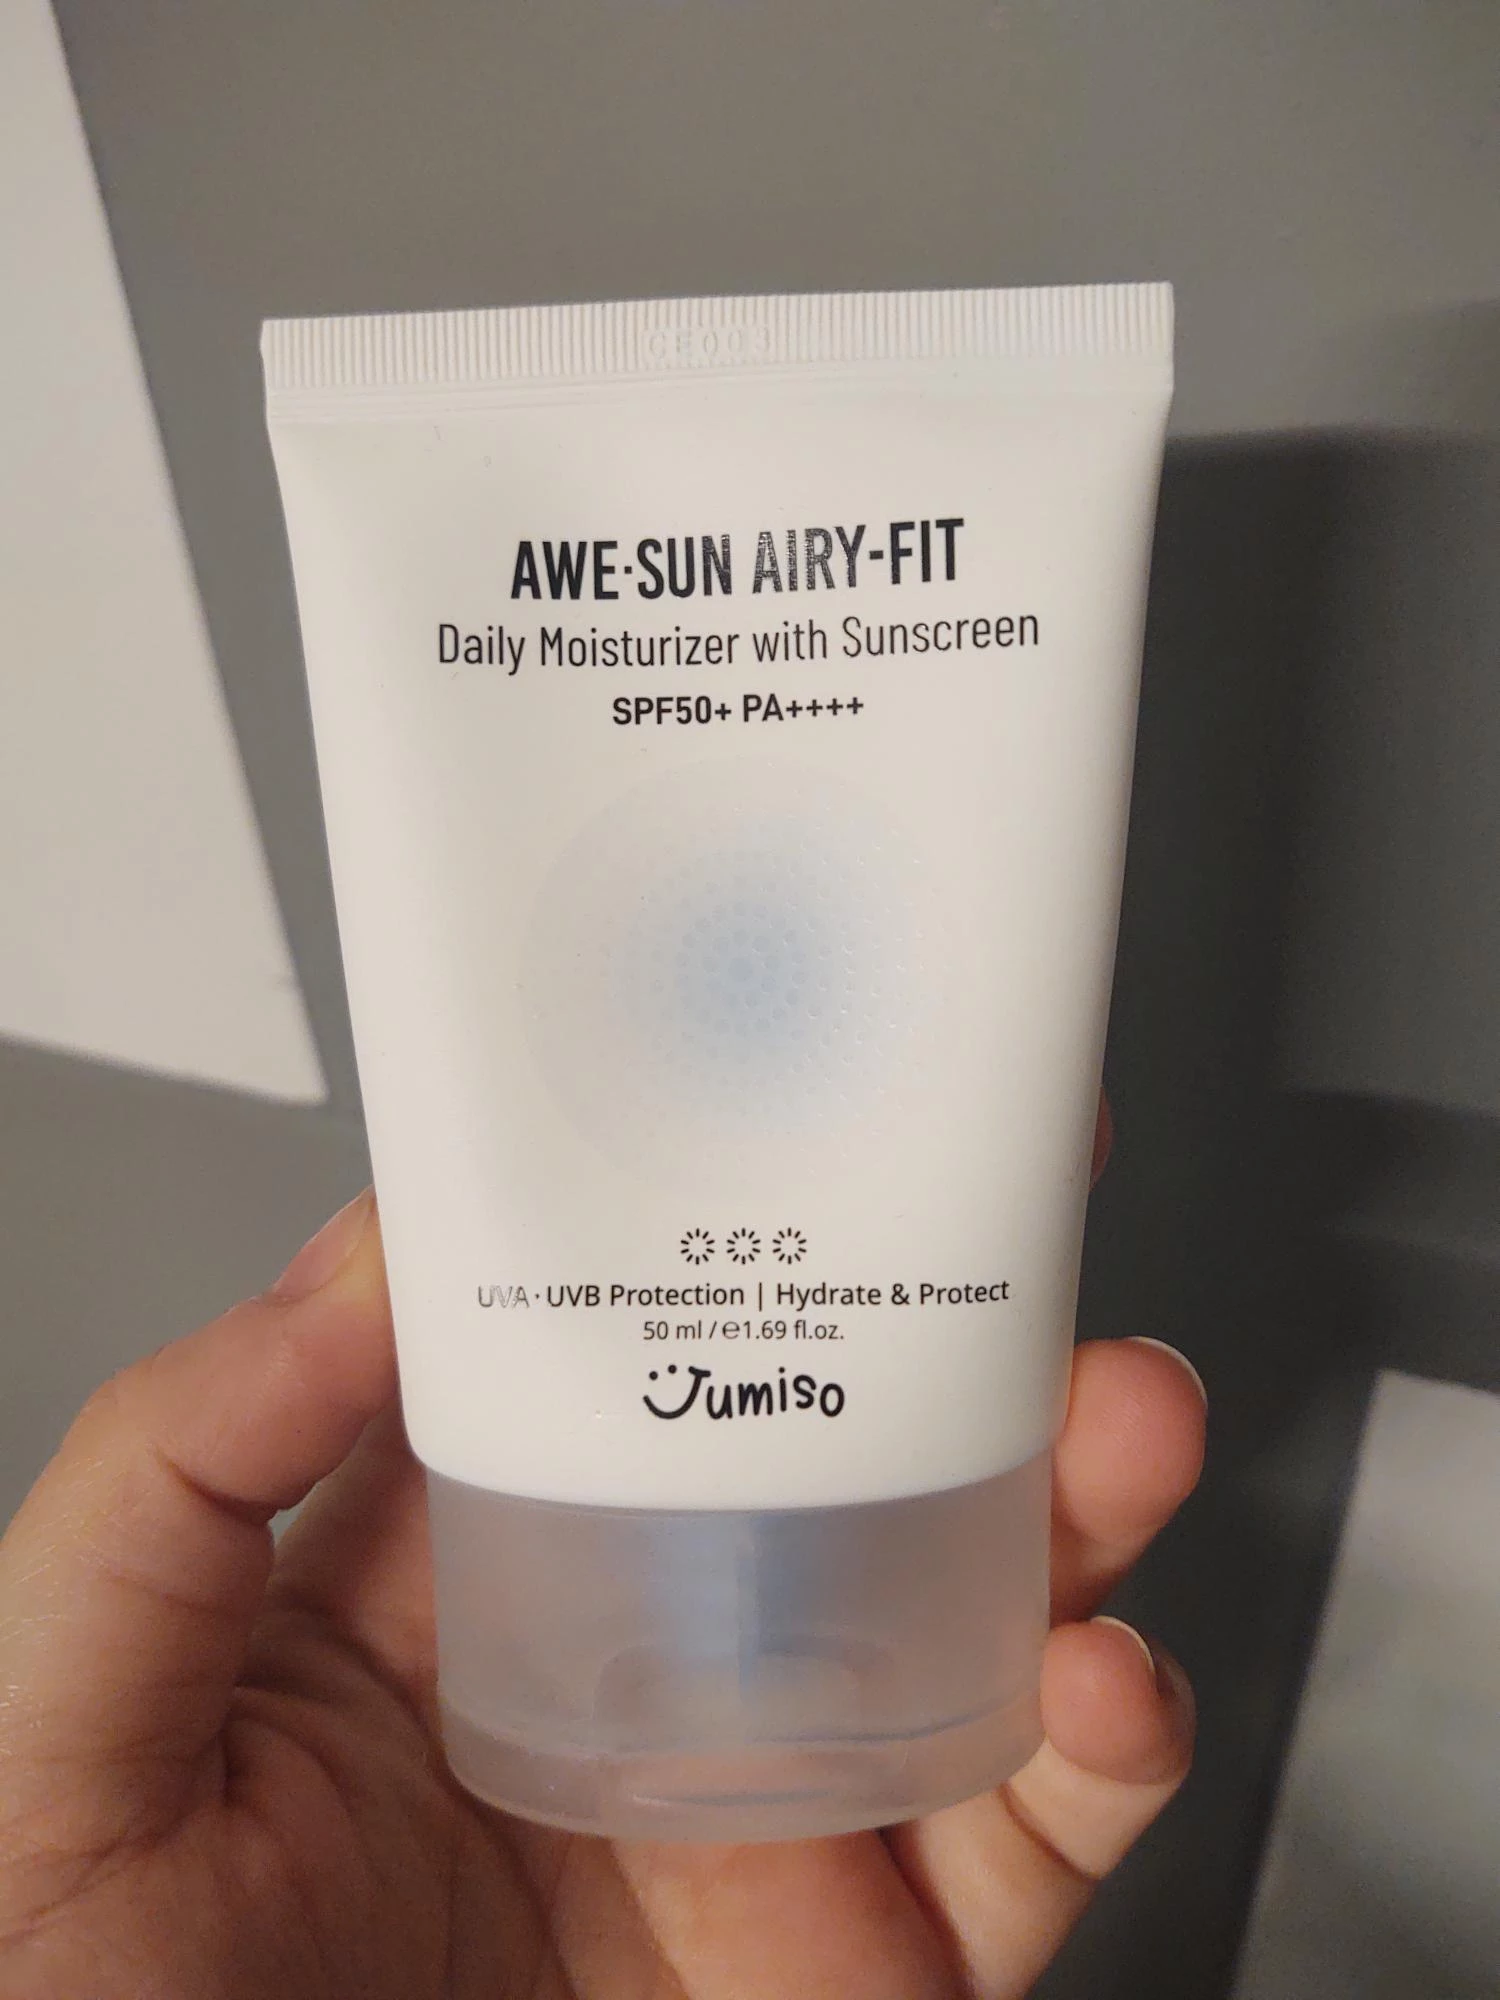 CE003
AWE·SUN AIRY-FIT
Daily Moisturizer with Sunscreen
SPF50+ PA++++
UVA·UVB Protection | Hydrate & Protect
50 ml / ℮1.69 fl.oz.
Jumiso